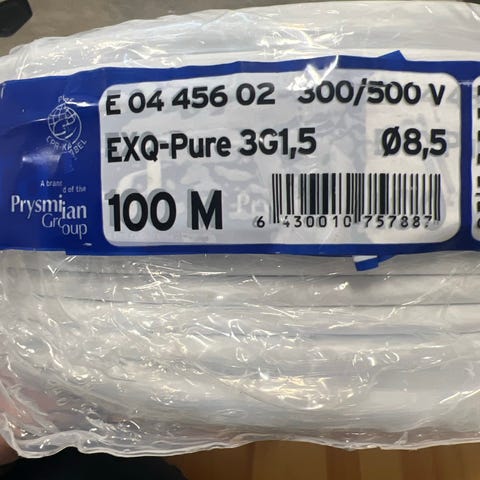 E 04 456 02 300/500 V
EXQ-Pure 3G1,5 Ø8,5
100 M
6 430010 757887
A brand of the
Prysmian
Group